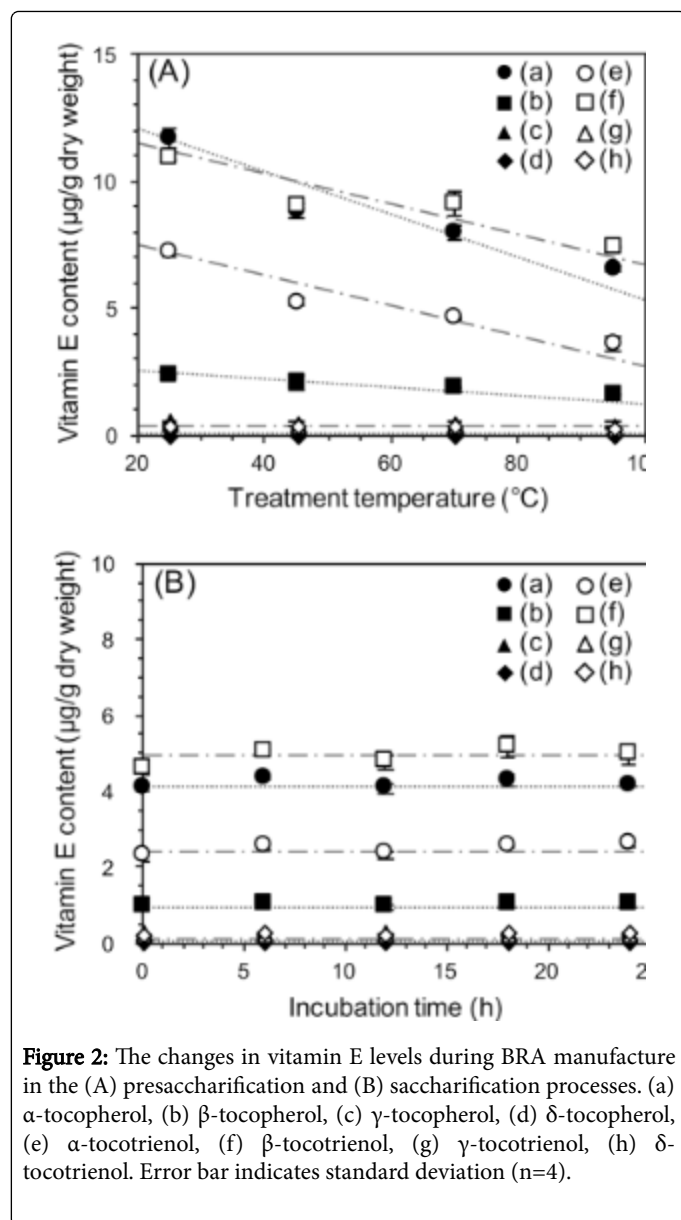 15
(A)
(a) (e)
(b) (f)
(c) (g)
(d) (h)
10
5
0
Vitamin E content (µg/g dry weight)
20 40 60 80 10
Treatment temperature (°C)
10
(B)
(a) (e)
(b) (f)
(c) (g)
(d) (h)
8
6
4
2
0
Vitamin E content (µg/g dry weight)
0 5 10 15 20 2
Incubation time (h)
Figure 2: The changes in vitamin E levels during BRA manufacture
in the (A) presaccharification and (B) saccharification processes. (a)
α-tocopherol, (b) β-tocopherol, (c) γ-tocopherol, (d) δ-tocopherol,
(e) α-tocotrienol, (f) β-tocotrienol, (g) γ-tocotrienol, (h) δ-
tocotrienol. Error bar indicates standard deviation (n=4).